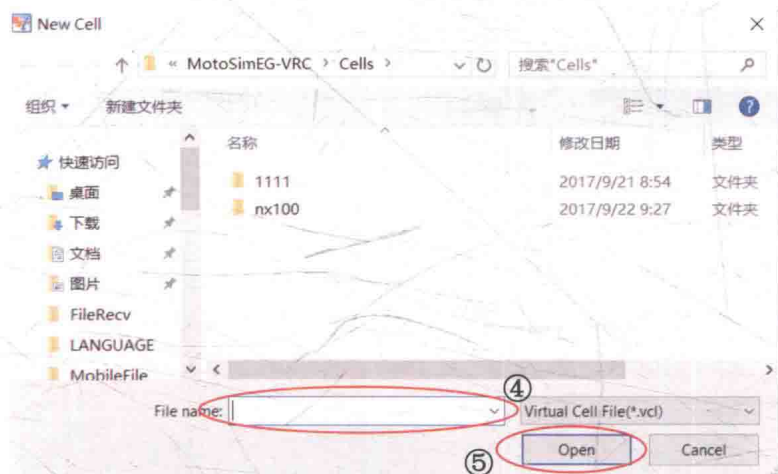 New Cell
« MotoSimEG-VRC > Cells >
搜索"Cells"
组织 新建文件夹
名称 修改日期 类型
快速访问
桌面
下载
文档
图片
FileRecv
LANGUAGE
MobileFile
1111 2017/9/21 8:54 文件夹
nx100 2017/9/22 9:27 文件夹
④
File name: Virtual Cell File(*.vcl)
⑤ Open Cancel